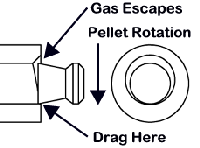 Gas Escapes
Pellet Rotation
Drag Here